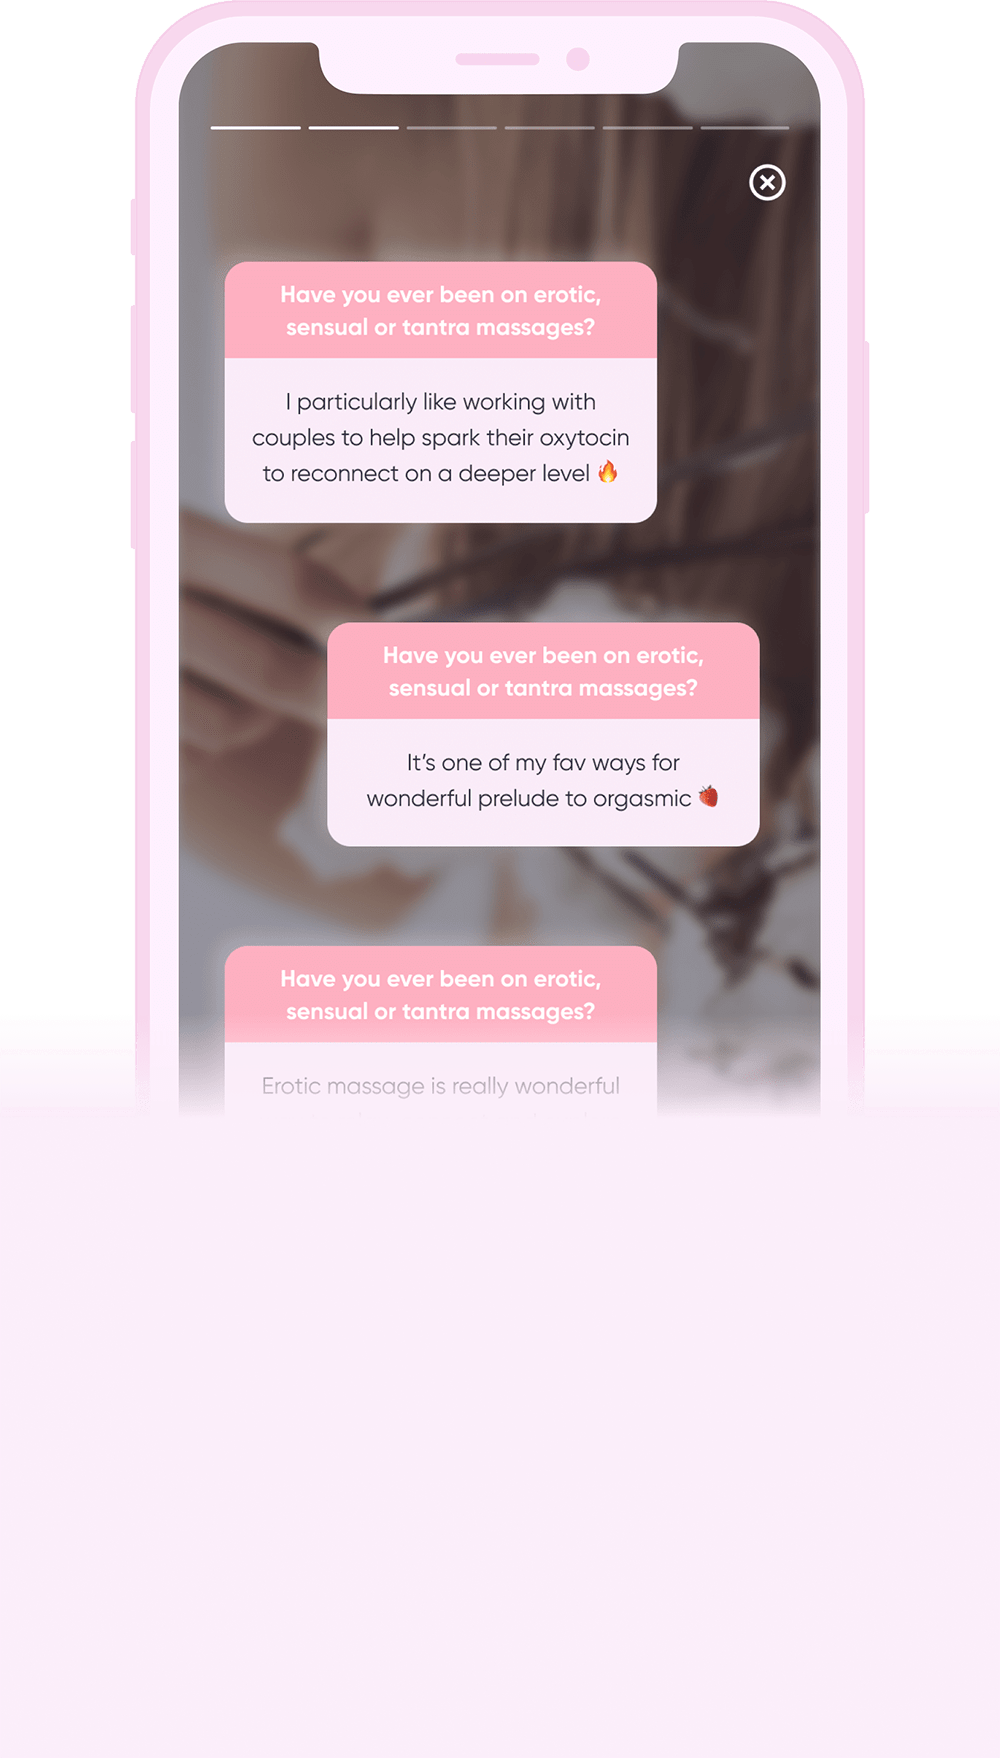 Have you ever been on erotic,
sensual or tantra massages?
I particularly like working with
couples to help spark their oxytocin
to reconnect on a deeper level 🔥
Have you ever been on erotic,
sensual or tantra massages?
It's one of my fav ways for
wonderful prelude to orgasmic 🍓
Have you ever been on erotic,
sensual or tantra massages?
Erotic massage is really wonderful